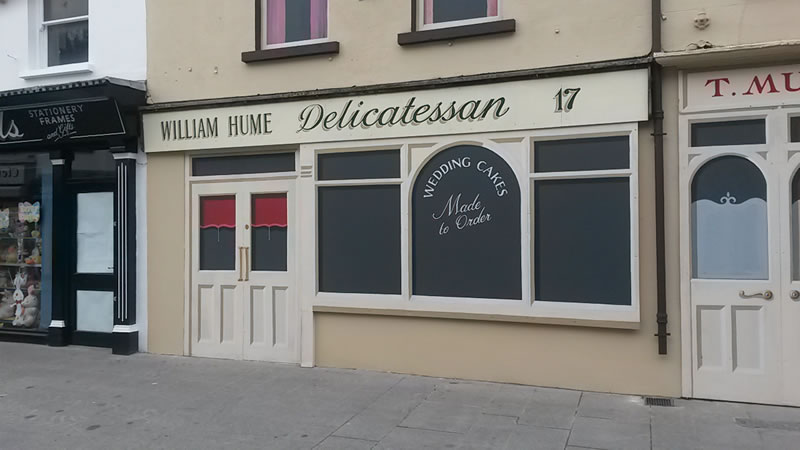 STATIONERY
FRAMES
and Gifts
WILLIAM HUME Delicatessan 17
WEDDING CAKES
Made
to Order
T. MU